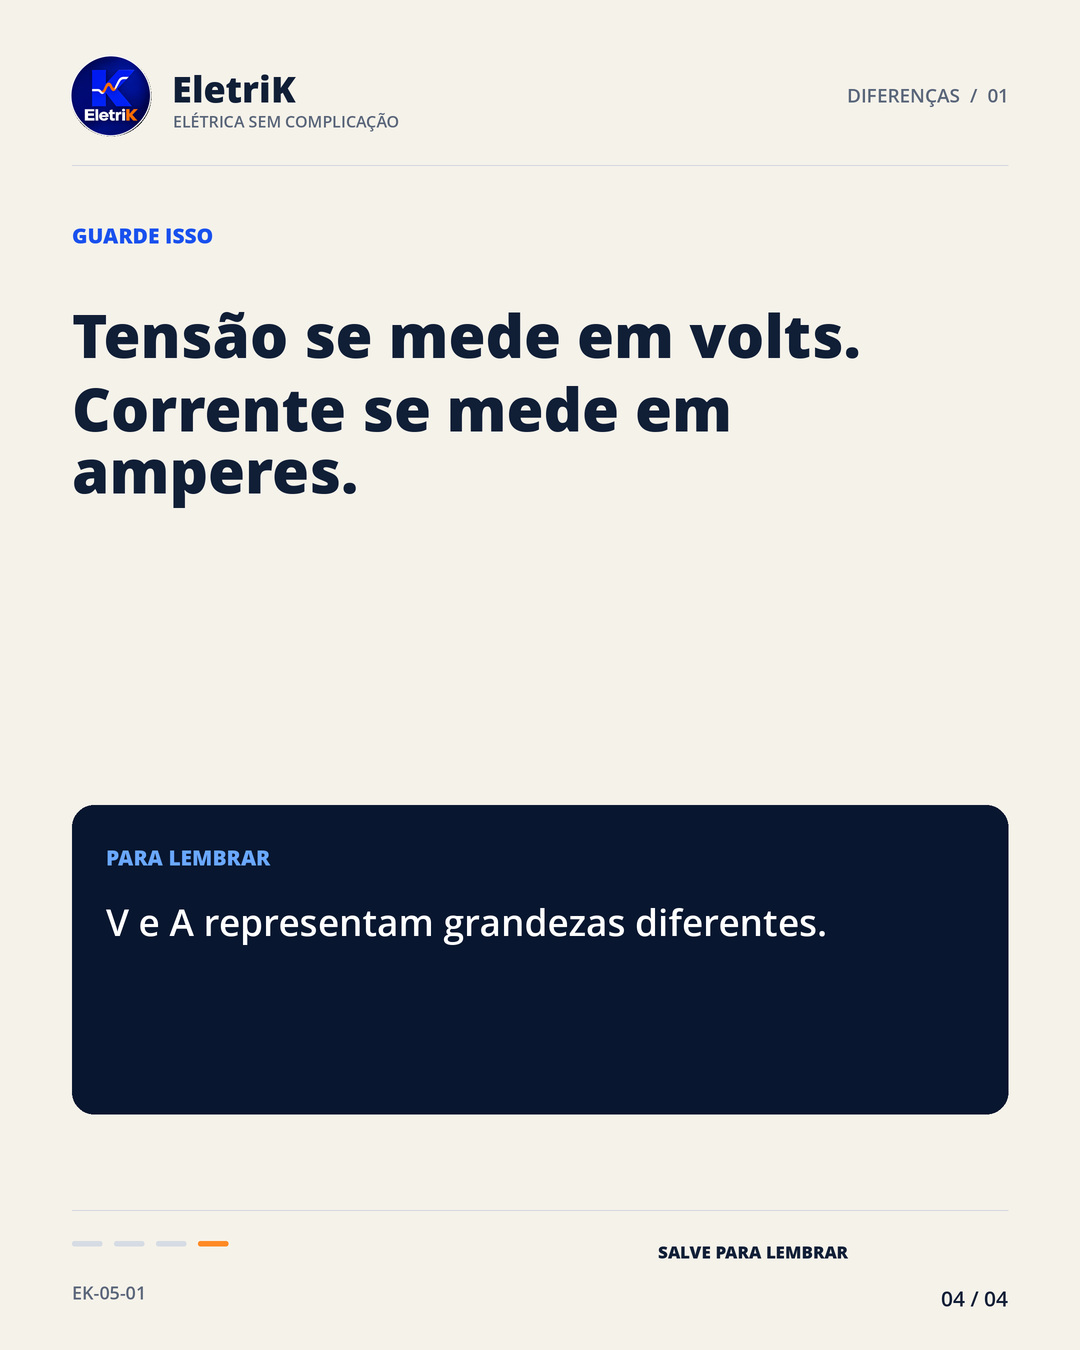 EletriK
EletriK
ELÉTRICA SEM COMPLICAÇÃO
DIFERENÇAS / 01
GUARDE ISSO
Tensão se mede em volts.
Corrente se mede em
amperes.
PARA LEMBRAR
V e A representam grandezas diferentes.
SALVE PARA LEMBRAR
EK-05-01
04 / 04